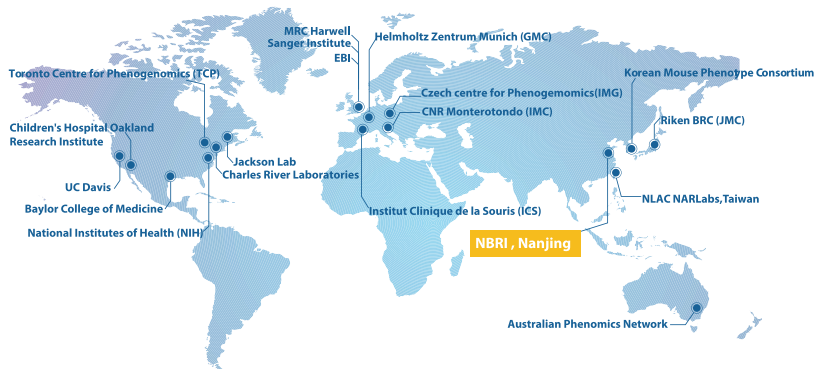 MRC Harwell
Sanger Institute
EBI
Helmholtz Zentrum Munich (GMC)
Toronto Centre for Phenogenomics (TCP)
Korean Mouse Phenotype Consortium
Czech centre for Phenogemomics(IMG)
CNR Monterotondo (IMC)
Riken BRC (JMC)
Children's Hospital Oakland
Research Institute
Jackson Lab
Charles River Laboratories
UC Davis
NLAC NARLabs,Taiwan
Baylor College of Medicine
Institut Clinique de la Souris (ICS)
National Institutes of Health (NIH)
NBRI , Nanjing
Australian Phenomics Network